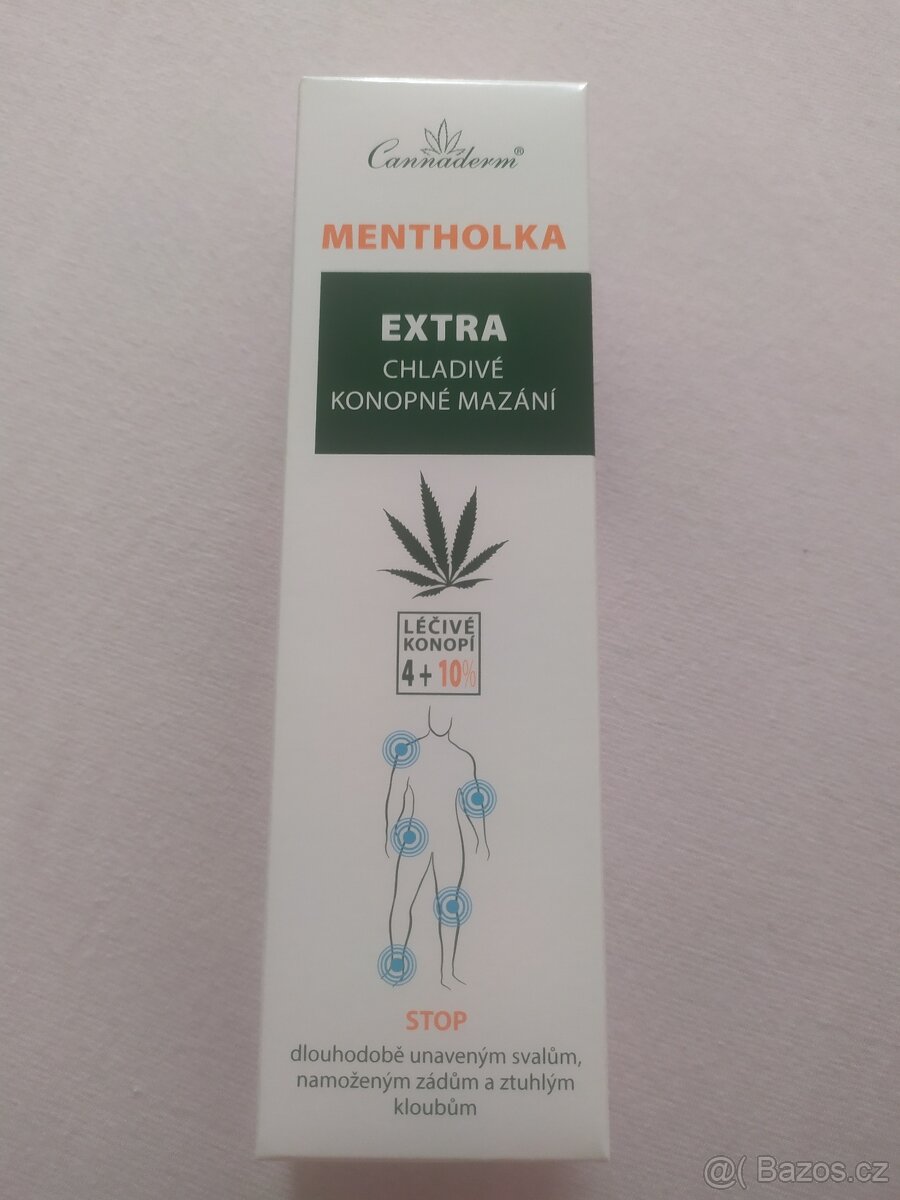 Cannaderm®
MENTHOLKA
EXTRA
CHLADIVÉ
KONOPNÉ MAZÁNÍ
LÉČIVÉ
KONOPÍ
4 + 10%
STOP
dlouhodobě unaveným svalům,
namoženým zádům a ztuhlým
kloubům
@( Bazos.cz